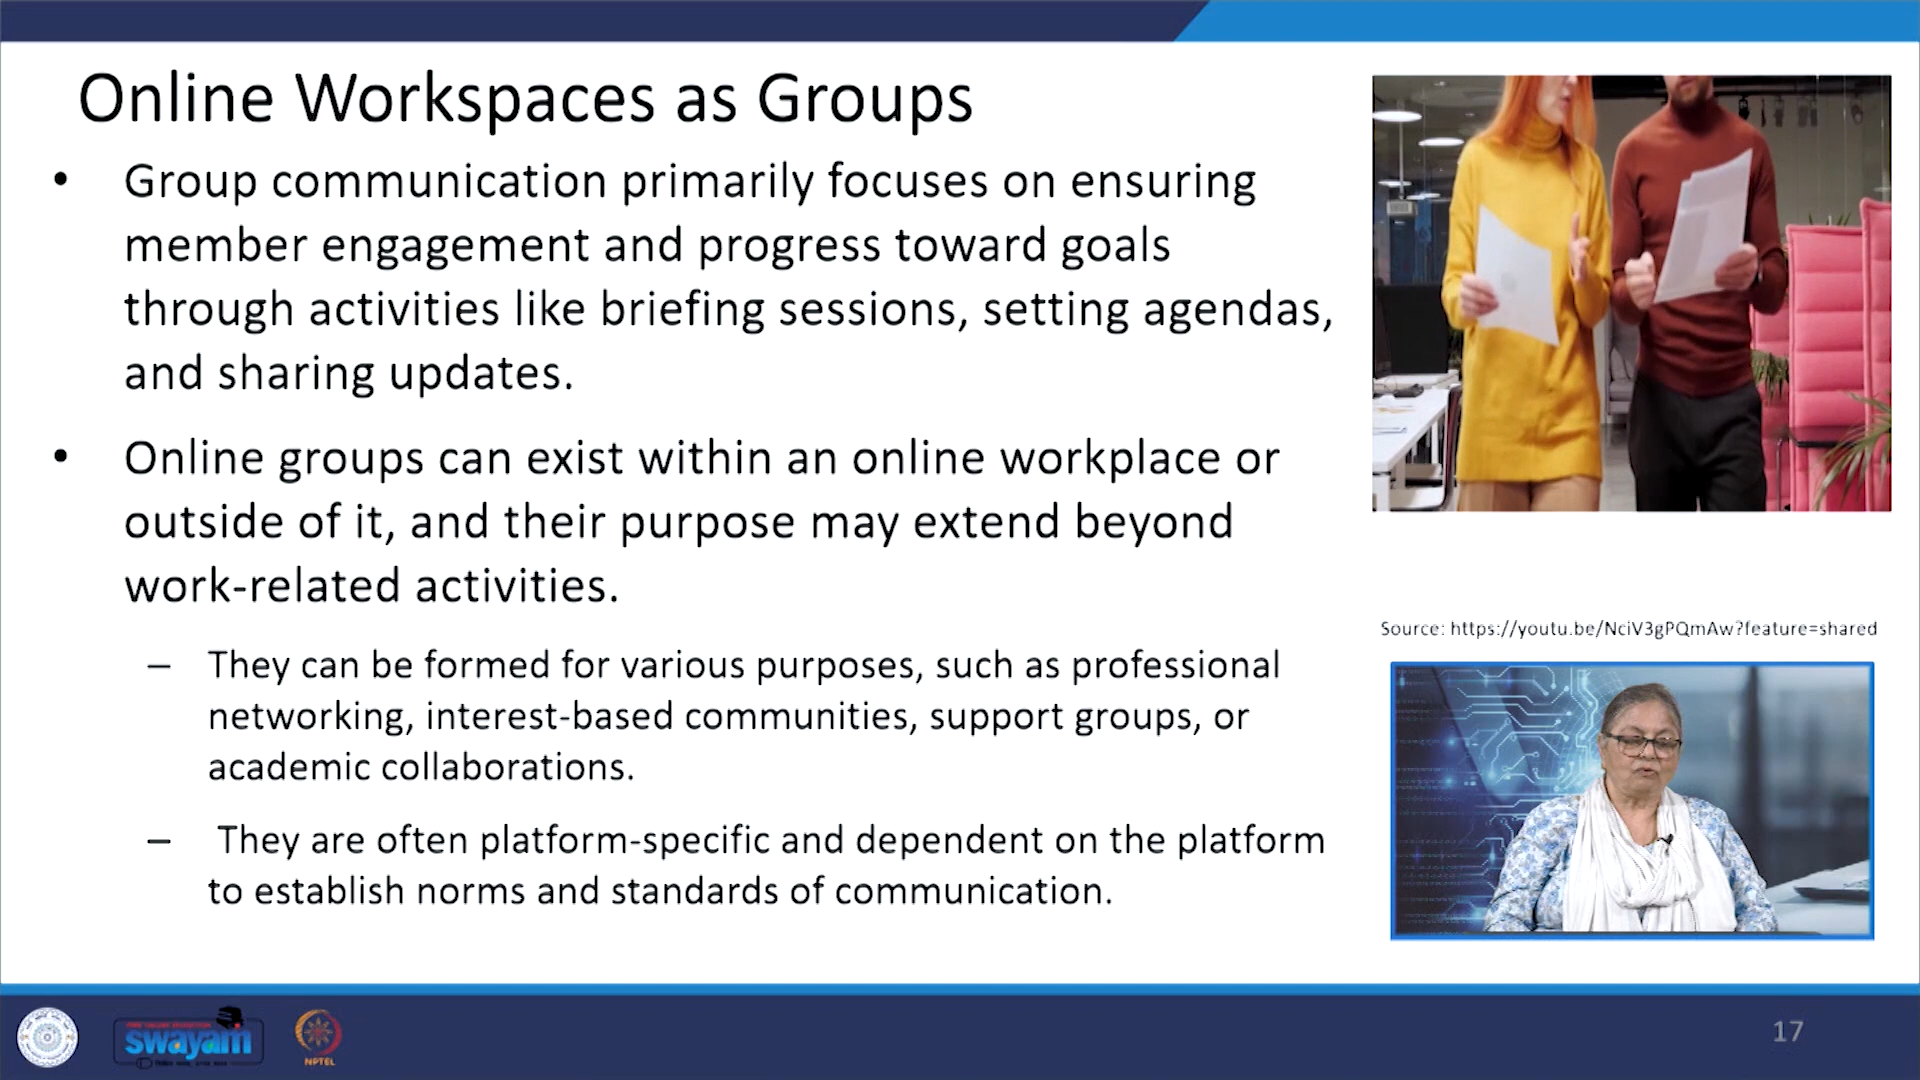 Online Workspaces as Groups
• Group communication primarily focuses on ensuring
member engagement and progress toward goals
through activities like briefing sessions, setting agendas,
and sharing updates.
• Online groups can exist within an online workplace or
outside of it, and their purpose may extend beyond
work-related activities.
– They can be formed for various purposes, such as professional
networking, interest-based communities, support groups, or
academic collaborations.
– They are often platform-specific and dependent on the platform
to establish norms and standards of communication.
Source: https://youtu.be/NciV3gPQmAw?feature=shared
swayam
NPTEL
17